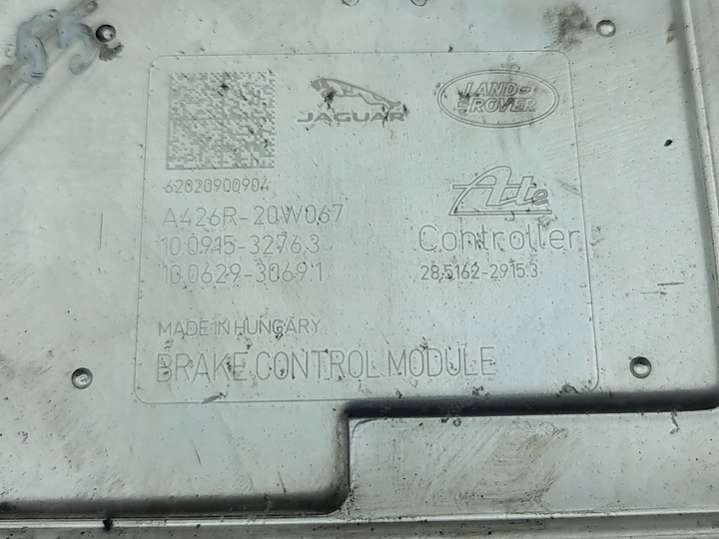 JAGUAR
LAND-
-ROVER
62020900904
A426R-20W067
10.0915-3276.3
10.0629-3069.1
Ate
Controller
28.5162-2915.3
MADE IN HUNGARY
BRAKE CONTROL MODULE